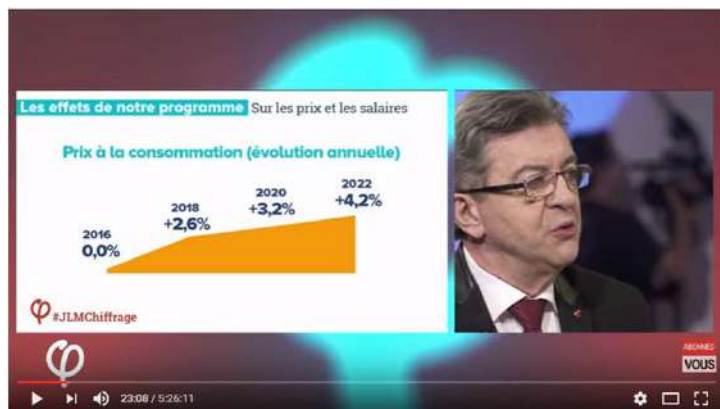 Les effets de notre programme Sur les prix et les salaires
Prix à la consommation (évolution annuelle)
2016
0,0%
2018
+2,6%
2020
+3,2%
2022
+4,2%
#JLMChiffrage
ABONNEZ
VOUS
23:08 / 5:26:11